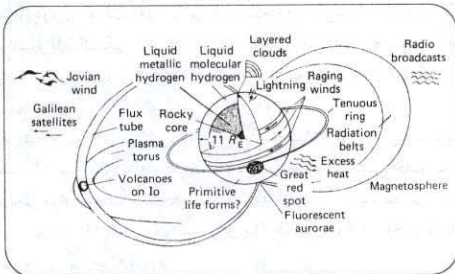 Layered
clouds
Liquid
metallic
hydrogen
Liquid
molecular
hydrogen
Radio
broadcasts
Jovian
wind
Lightning
Raging
winds
Galilean
satellites
Flux
tube
Rocky
core
Tenuous
ring
Plasma
torus
11 RE
Radiation
belts
Excess
heat
Volcanoes
on Io
Primitive
life forms?
Great
red
spot
Magnetosphere
Fluorescent
aurorae